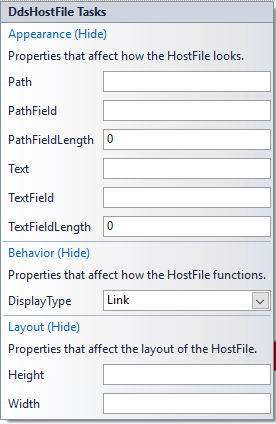 DdsHostFile Tasks
Appearance (Hide)
Properties that affect how the HostFile looks.
Path
PathField
PathFieldLength 0
Text
TextField
TextFieldLength 0
Behavior (Hide)
Properties that affect how the HostFile functions.
DisplayType Link
Layout (Hide)
Properties that affect the layout of the HostFile.
Height
Width